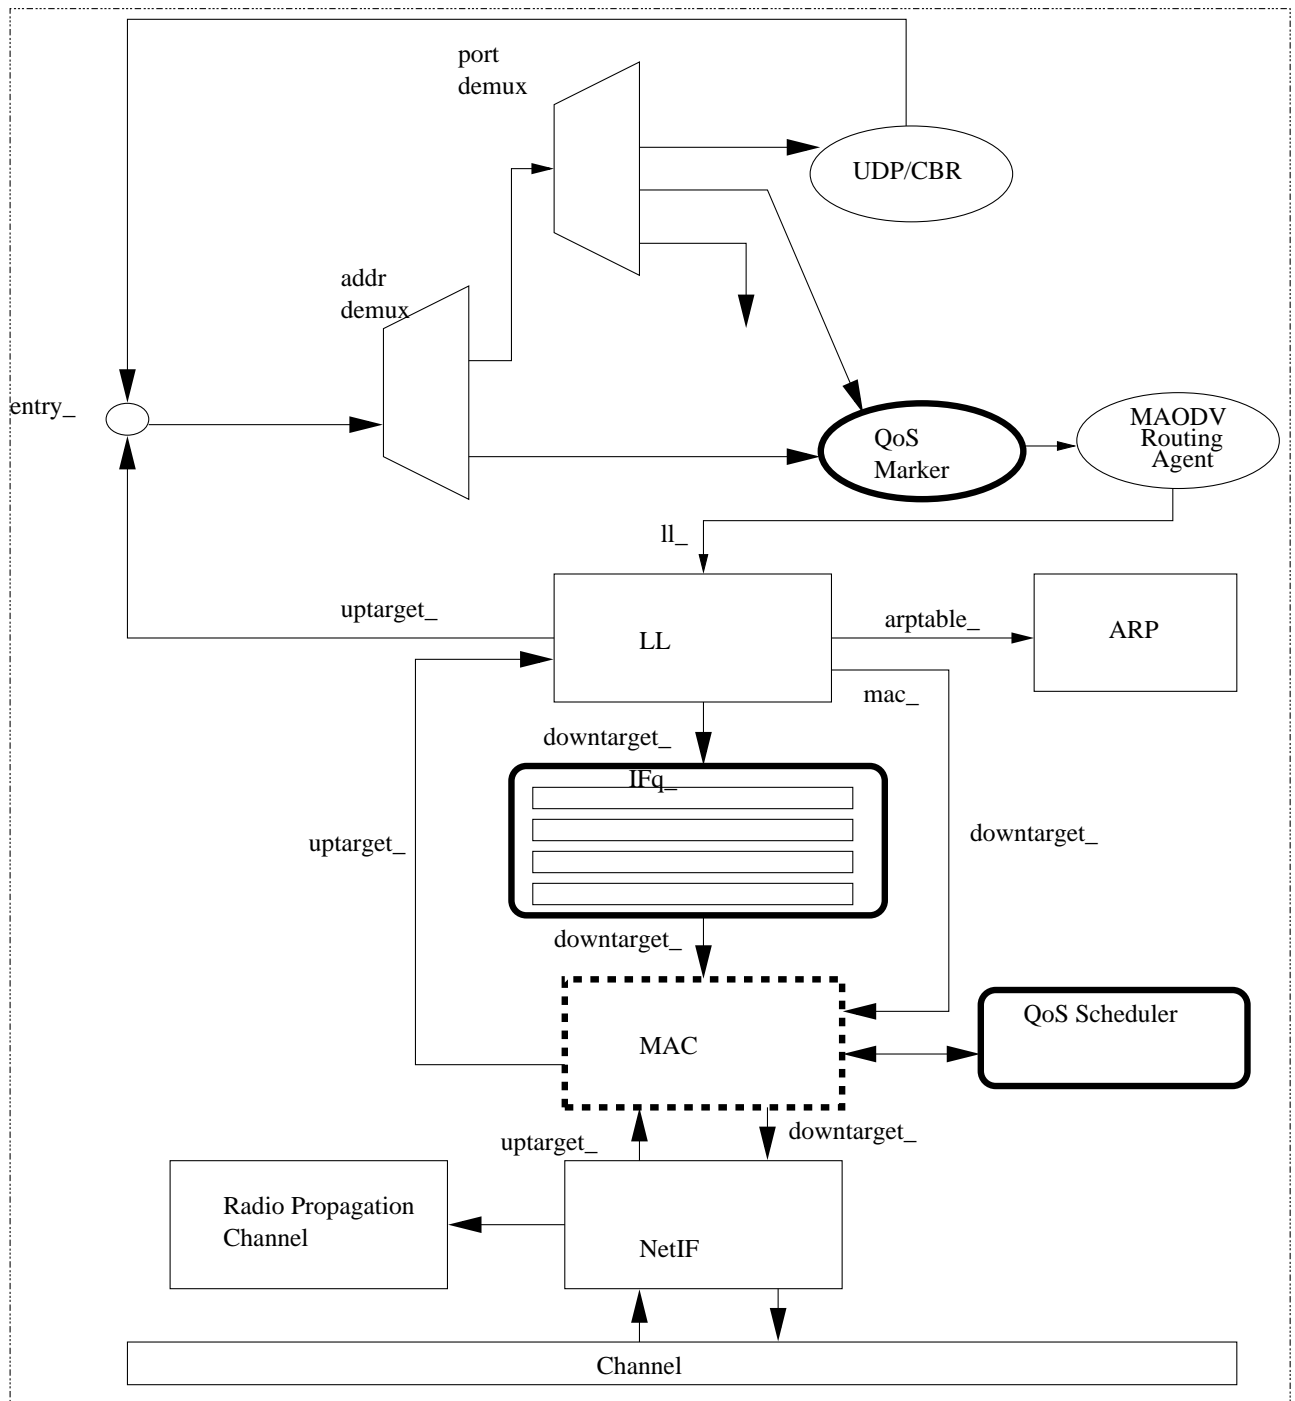 port
demux
UDP/CBR
addr
demux
entry_
QoS
Marker
MAODV
Routing
Agent
ll_
uptarget_
LL
arptable_
ARP
mac_
downtarget_
IFq_
uptarget_
downtarget_
downtarget_
MAC
QoS Scheduler
uptarget_
downtarget_
Radio Propagation
Channel
NetIF
Channel